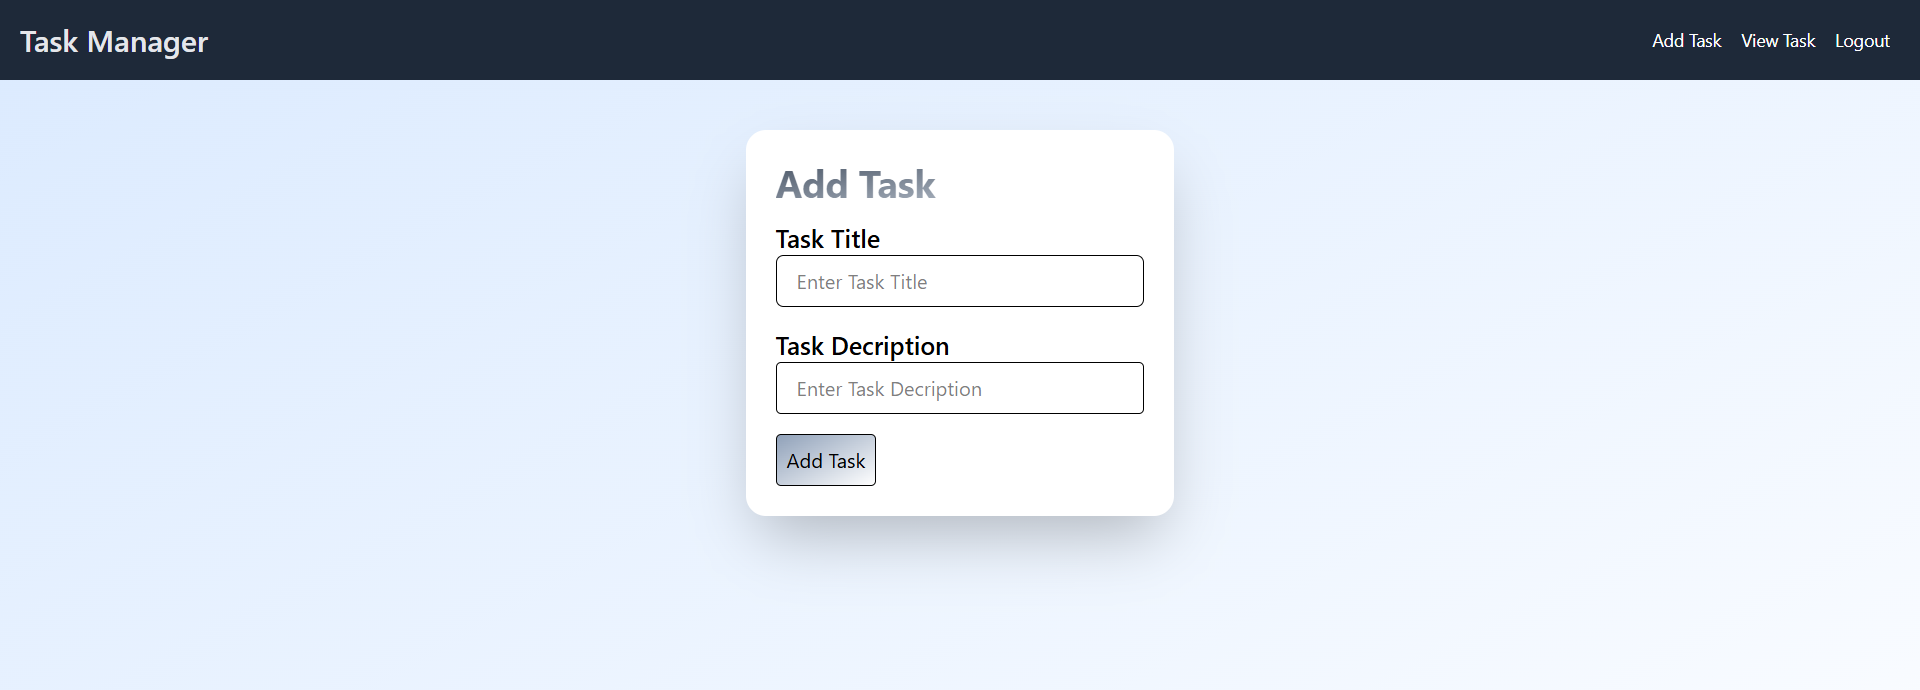 Task Manager
Add Task View Task Logout
Add Task
Task Title
Enter Task Title
Task Decription
Enter Task Decription
Add Task